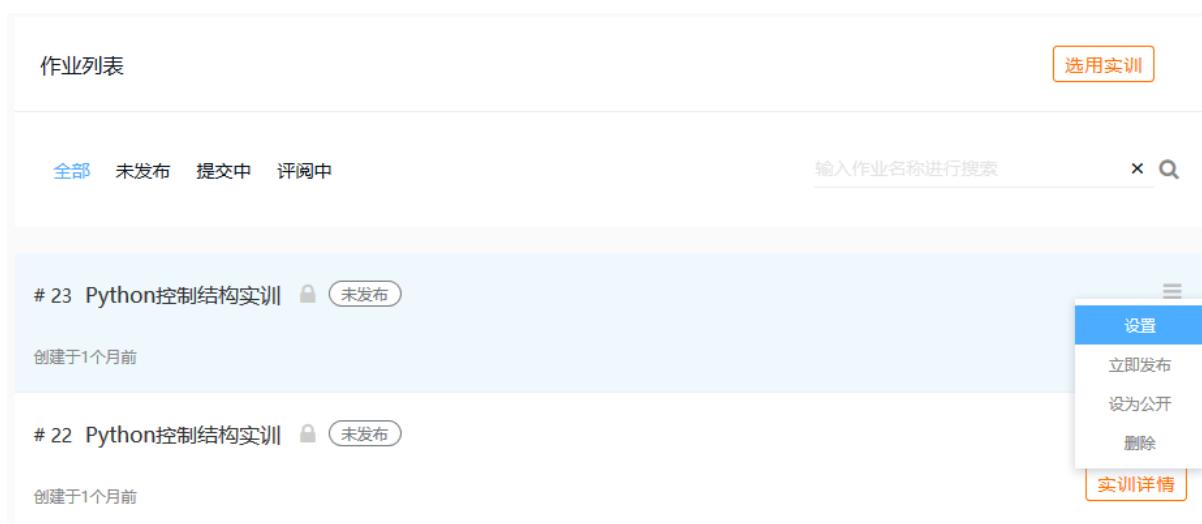 作业列表
选用实训
全部 未发布 提交中 评阅中
输入作业名称进行搜索 ×
# 23 Python控制结构实训 未发布
创建于1个月前
设置
立即发布
设为公开
删除
# 22 Python控制结构实训 未发布
创建于1个月前
实训详情